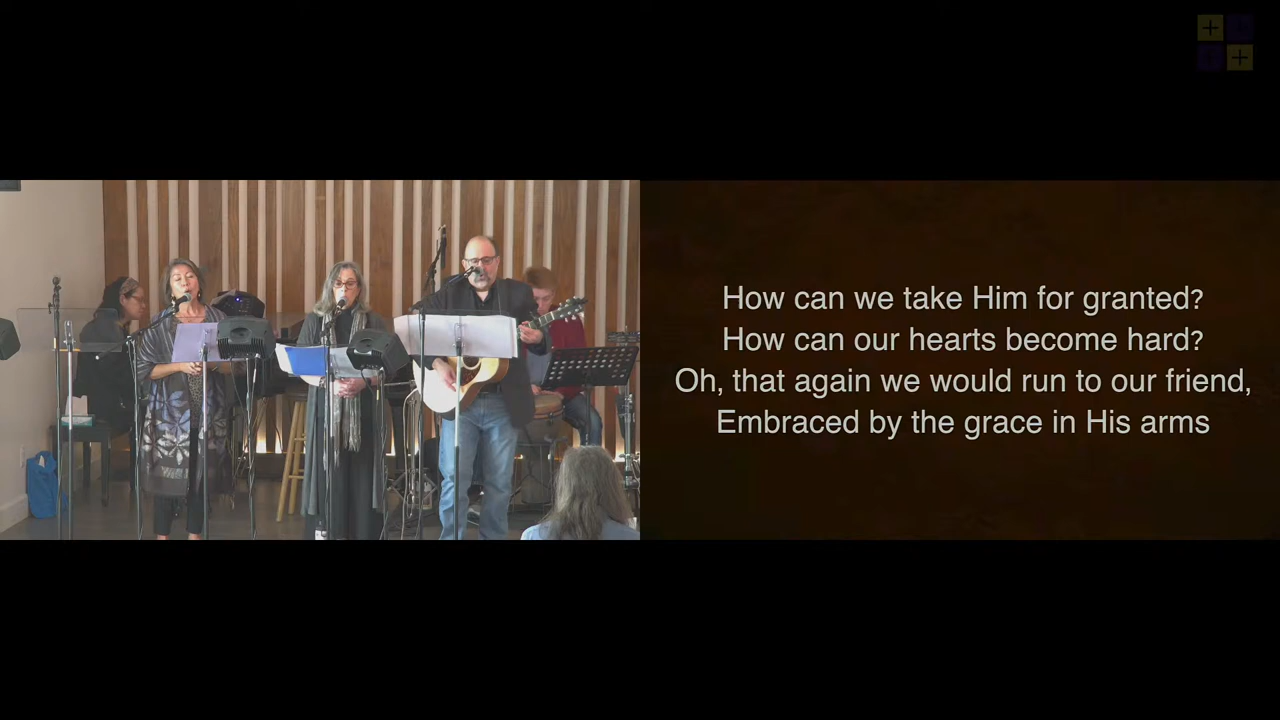 How can we take Him for granted?
How can our hearts become hard?
Oh, that again we would run to our friend,
Embraced by the grace in His arms